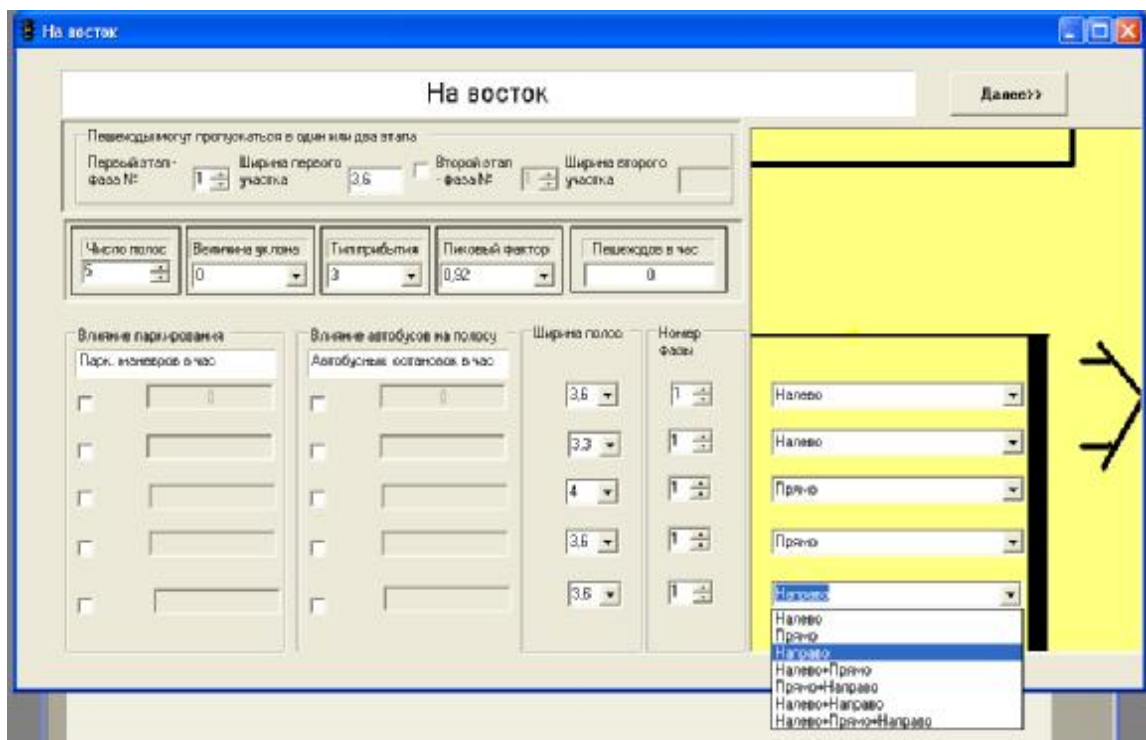 На восток
На восток
Далее>>
Пешеходы могут пропускаться в один или два этапа
Первый этап - фаза №
1
Ширина первого участка
3,6
Второй этап - фаза №
1
Ширина второго участка
Число полос
5
Величина уклона
0
Тип прибытия
3
Пиковый фактор
0,92
Пешеходов в час
0
Влияние паркирования
Парк. маневров в час
Влияние автобусов на полосу
Автобусных остановок в час
Ширина полос
Номер
фазы
0
0
3,6
1
Налево
3,3
1
Налево
4
1
Прямо
3,6
1
Прямо
3,6
1
Направо
Налево
Прямо
Направо
Налево+Прямо
Прямо+Направо
Налево+Направо
Налево+Прямо+Направо